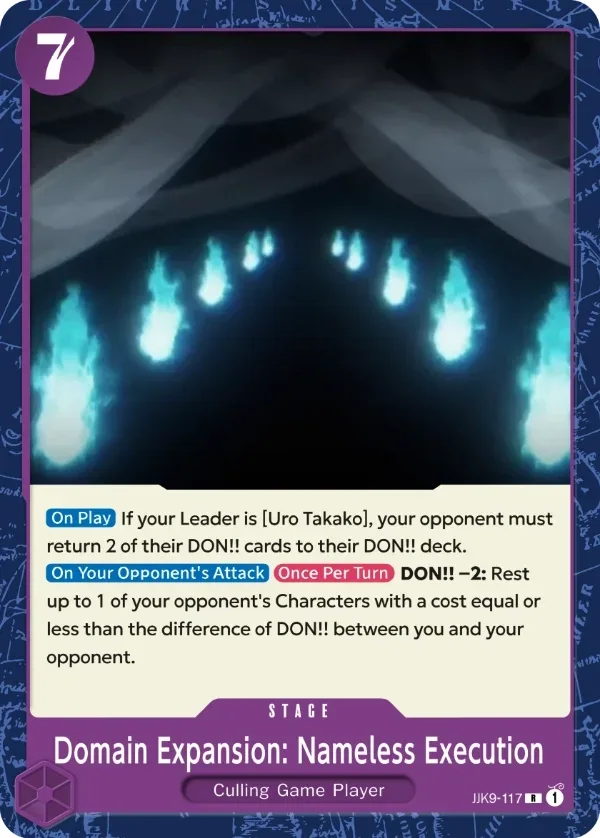 7
On Play If your Leader is [Uro Takako], your opponent must
return 2 of their DON!! cards to their DON!! deck.
On Your Opponent's Attack Once Per Turn DON!! −2: Rest
up to 1 of your opponent's Characters with a cost equal or
less than the difference of DON!! between you and your
opponent.
STAGE
Domain Expansion: Nameless Execution
Culling Game Player
JJK9-117 R 1